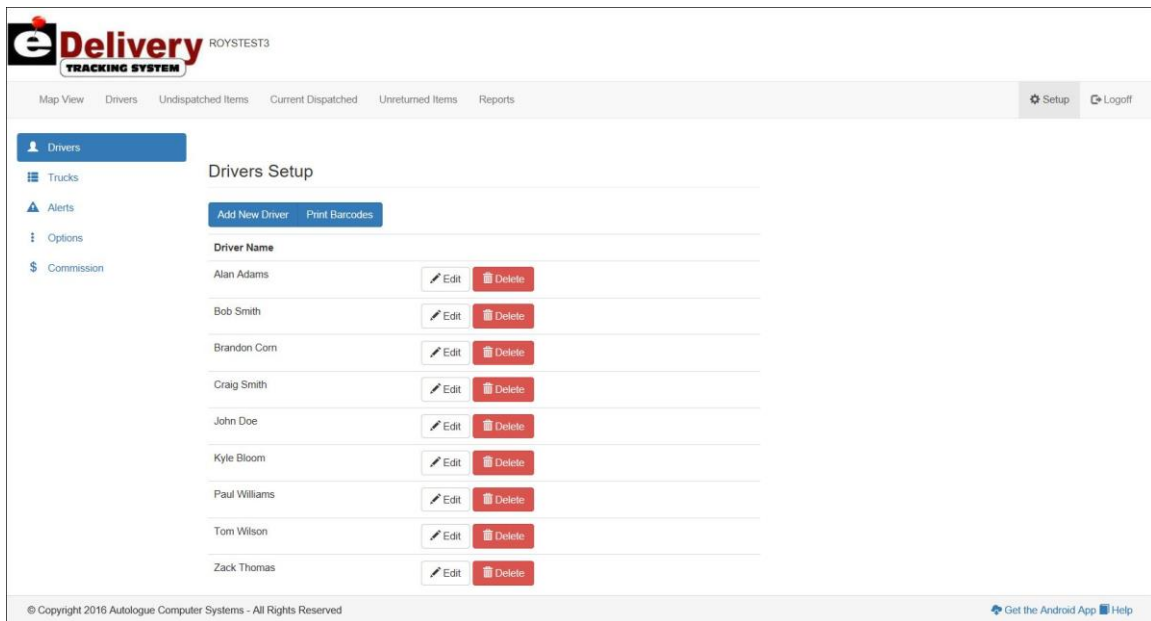 eDelivery
TRACKING SYSTEM
ROYSTEST3
Map View Drivers Undispatched Items Current Dispatched Unreturned Items Reports Setup Logoff
Drivers
Trucks
Alerts
Options
$ Commission
Drivers Setup
Add New Driver Print Barcodes
Driver Name
Alan Adams Edit Delete
Bob Smith Edit Delete
Brandon Corn Edit Delete
Craig Smith Edit Delete
John Doe Edit Delete
Kyle Bloom Edit Delete
Paul Williams Edit Delete
Tom Wilson Edit Delete
Zack Thomas Edit Delete
© Copyright 2016 Autologue Computer Systems - All Rights Reserved Get the Android App Help